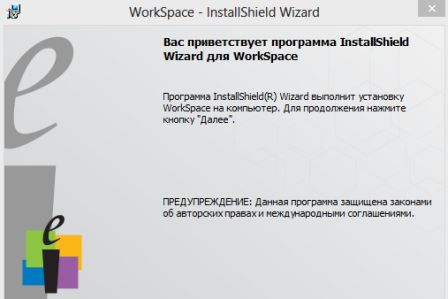 WorkSpace - InstallShield Wizard
Вас приветствует программа InstallShield
Wizard для WorkSpace
Программа InstallShield(R) Wizard выполнит установку
WorkSpace на компьютер. Для продолжения нажмите
кнопку "Далее".
ПРЕДУПРЕЖДЕНИЕ: Данная программа защищена законами
об авторских правах и международными соглашениями.
e
e